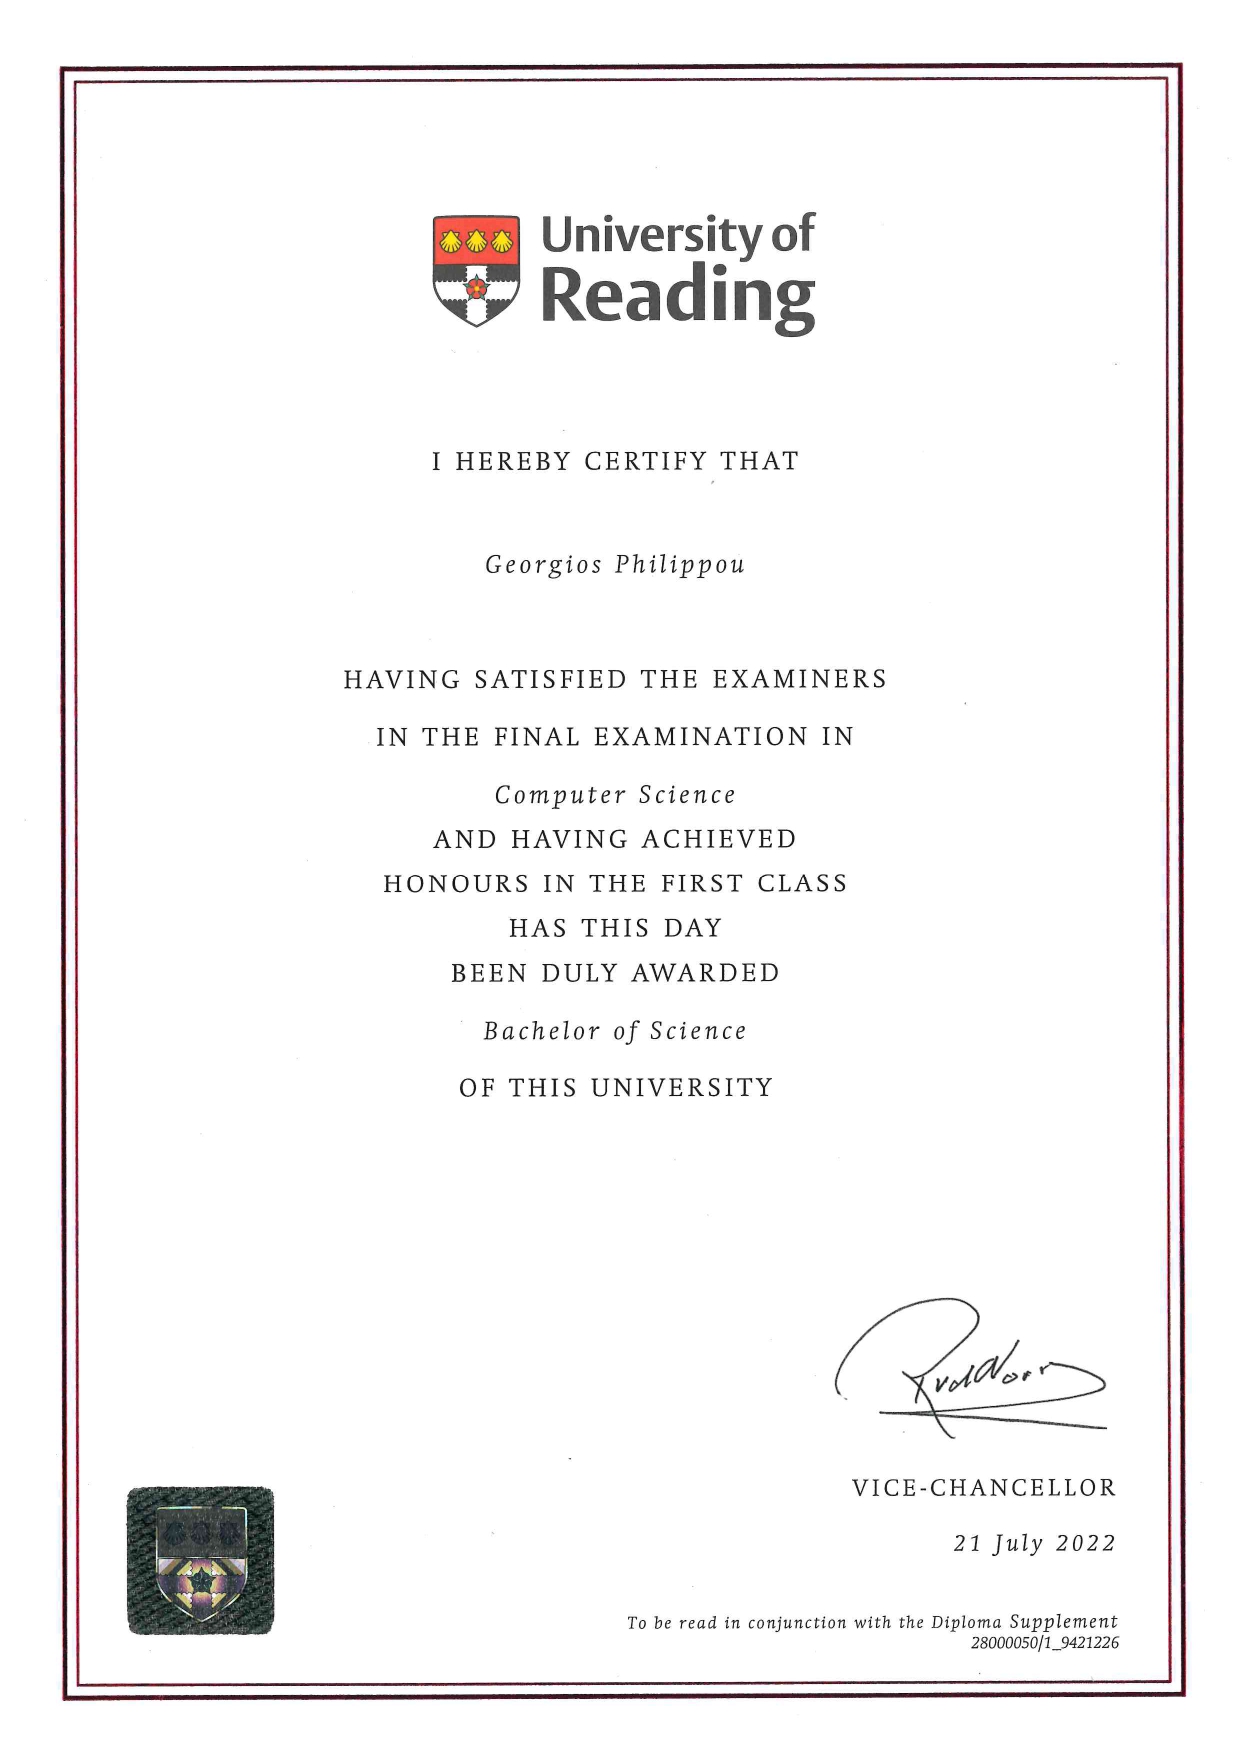 University of
Reading
I HEREBY CERTIFY THAT
Georgios Philippou
HAVING SATISFIED THE EXAMINERS
IN THE FINAL EXAMINATION IN
Computer Science
AND HAVING ACHIEVED
HONOURS IN THE FIRST CLASS
HAS THIS DAY
BEEN DULY AWARDED
Bachelor of Science
OF THIS UNIVERSITY
VICE-CHANCELLOR
21 July 2022
To be read in conjunction with the Diploma Supplement
28000050/1_9421226